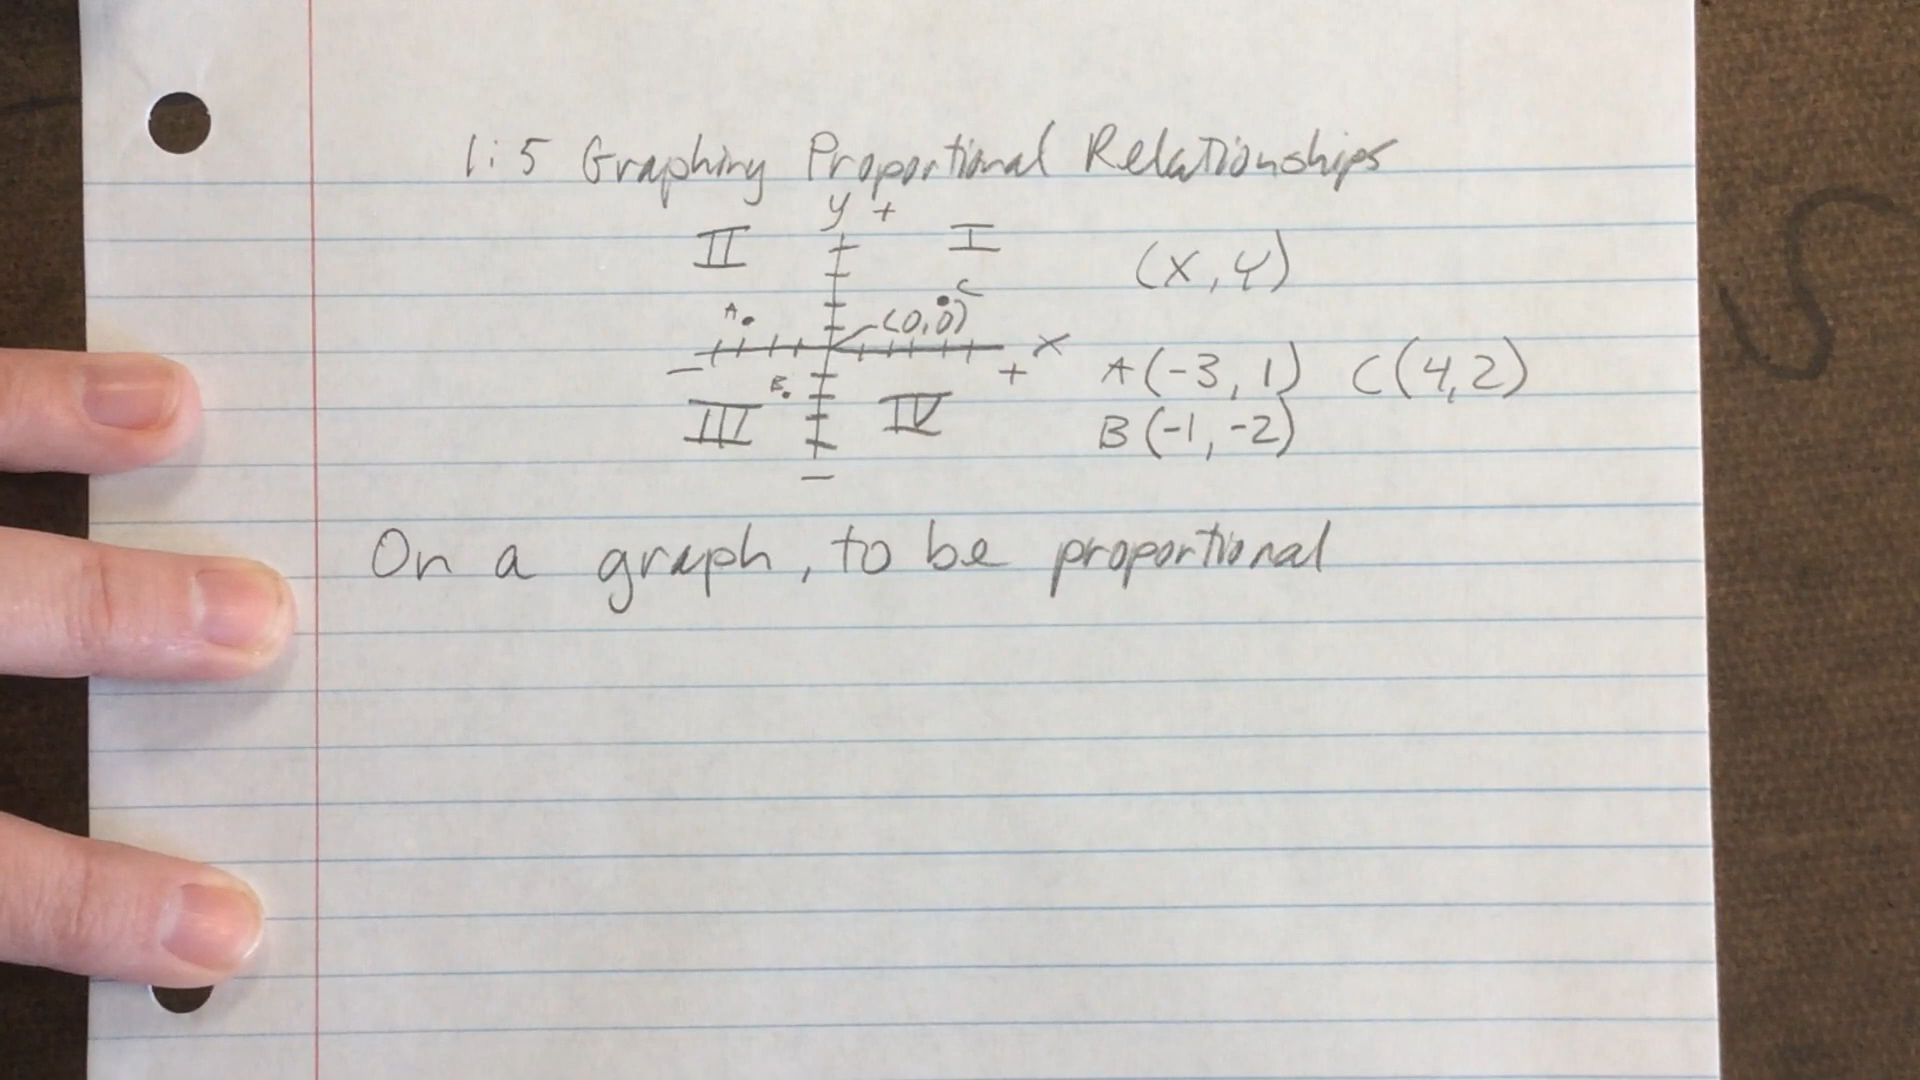 1:5 Graphing Proportional Relationships
y +
II I (X, Y)
C
A (0,0)
X
- + A(-3, 1) C(4,2)
B
III IV B(-1, -2)
-
On a graph, to be proportional